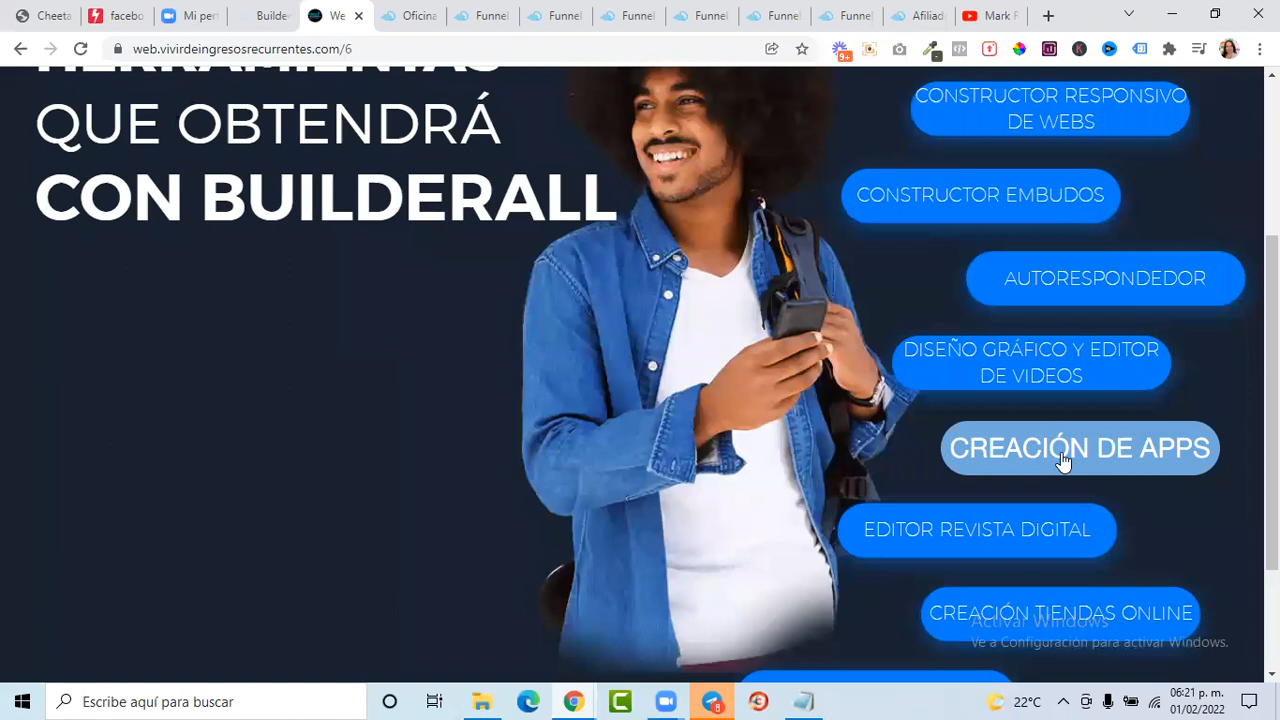 Cheeta
facebo
Mi per
Builder
We
Oficina
Funnel
Funnel
Funnel
Funnel
Funnel
Funnel
Afiliad
Mark F
web.vivirdeingresosrecurrentes.com/6
9+
QUE OBTENDRÁ
CON BUILDERALL
CONSTRUCTOR RESPONSIVO
DE WEBS
CONSTRUCTOR EMBUDOS
AUTORESPONDEDOR
DISEÑO GRÁFICO Y EDITOR
DE VIDEOS
CREACIÓN DE APPS
EDITOR REVISTA DIGITAL
CREACIÓN TIENDAS ONLINE
Activar Windows
Ve a Configuración para activar Windows.
Escribe aquí para buscar
8
22°C
06:21 p. m.
01/02/2022